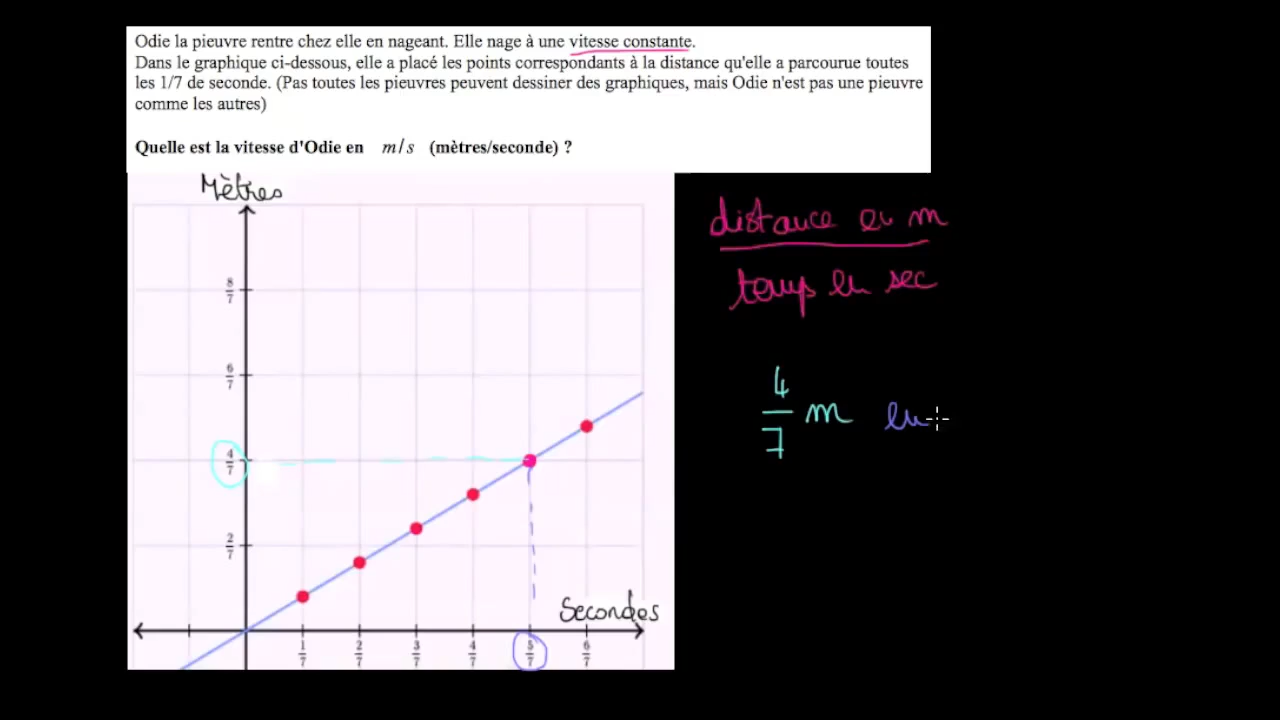 Odie la pieuvre rentre chez elle en nageant. Elle nage à une vitesse constante.
Dans le graphique ci-dessous, elle a placé les points correspondants à la distance qu'elle a parcourue toutes
les 1/7 de seconde. (Pas toutes les pieuvres peuvent dessiner des graphiques, mais Odie n'est pas une pieuvre
comme les autres)
Quelle est la vitesse d'Odie en m/s (mètres/seconde) ?
Mètres
distance en m
temps en sec
8/7
6/7
4/7 m en
4/7
2/7
Secondes
1/7 2/7 3/7 4/7 5/7 6/7